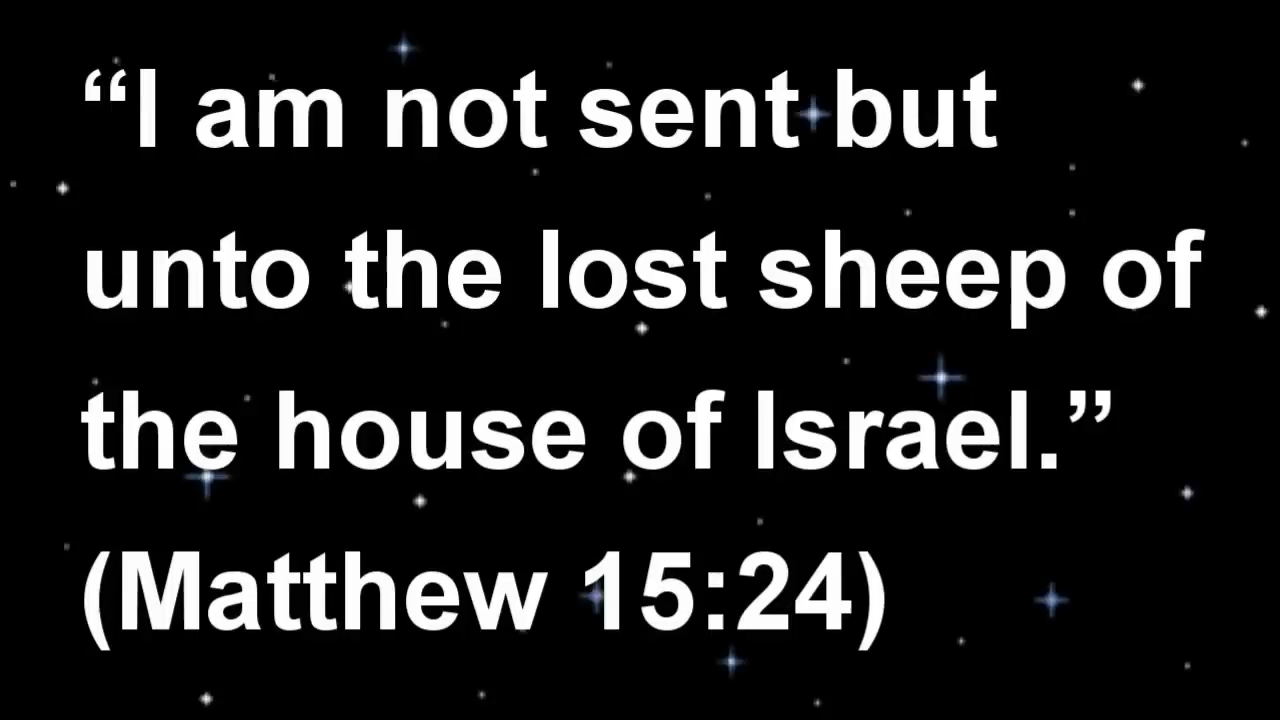 “I am not sent but
unto the lost sheep of
the house of Israel.”
(Matthew 15:24)